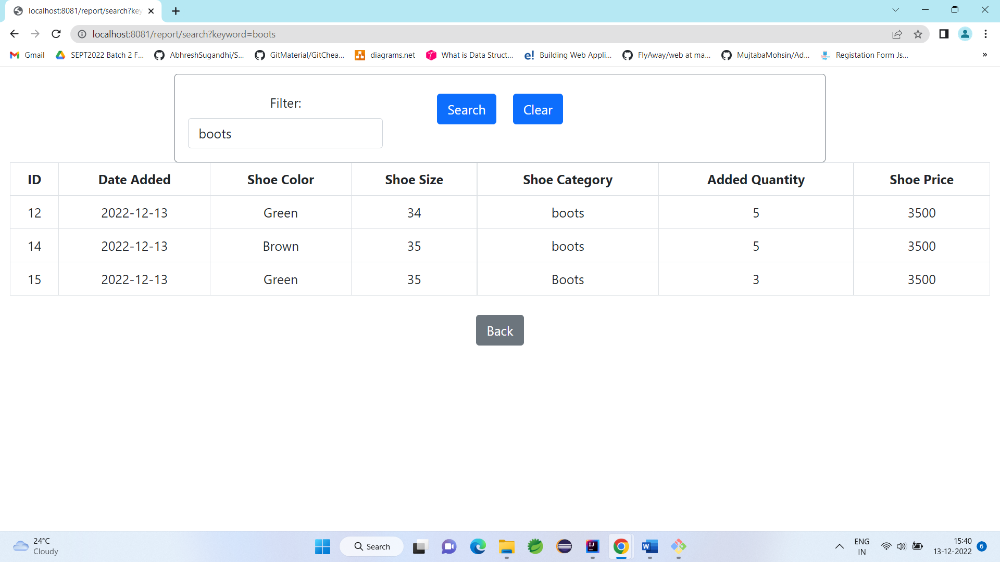 localhost:8081/report/search?key
localhost:8081/report/search?keyword=boots
Gmail SEPT2022 Batch 2 F... AbhreshSugandhi/S... GitMaterial/GitChea... diagrams.net What is Data Struct... e! Building Web Appli... FlyAway/web at ma... MujtabaMohsin/Ad... Registation Form Js... »
Filter:
Search Clear
boots
ID Date Added Shoe Color Shoe Size Shoe Category Added Quantity Shoe Price
12 2022-12-13 Green 34 boots 5 3500
14 2022-12-13 Brown 35 boots 5 3500
15 2022-12-13 Green 35 Boots 3 3500
Back
24°C
Cloudy
Search
ENG
IN
15:40
13-12-2022
6